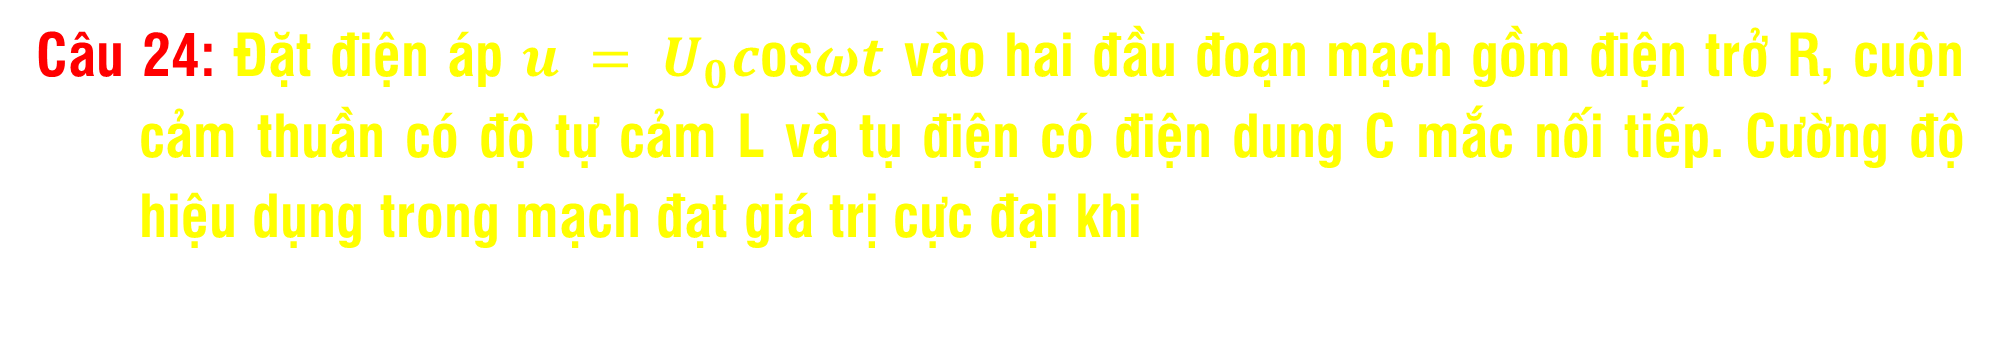 Câu 24: Đặt điện áp u = U₀cosωt vào hai đầu đoạn mạch gồm điện trở R, cuộn
cảm thuần có độ tự cảm L và tụ điện có điện dung C mắc nối tiếp. Cường độ
hiệu dụng trong mạch đạt giá trị cực đại khi